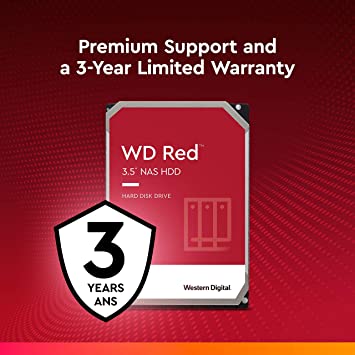 Premium Support and
a 3-Year Limited Warranty
WD Red™
3.5" NAS HDD
HARD DISK DRIVE
Western Digital.
3
YEARS
ANS